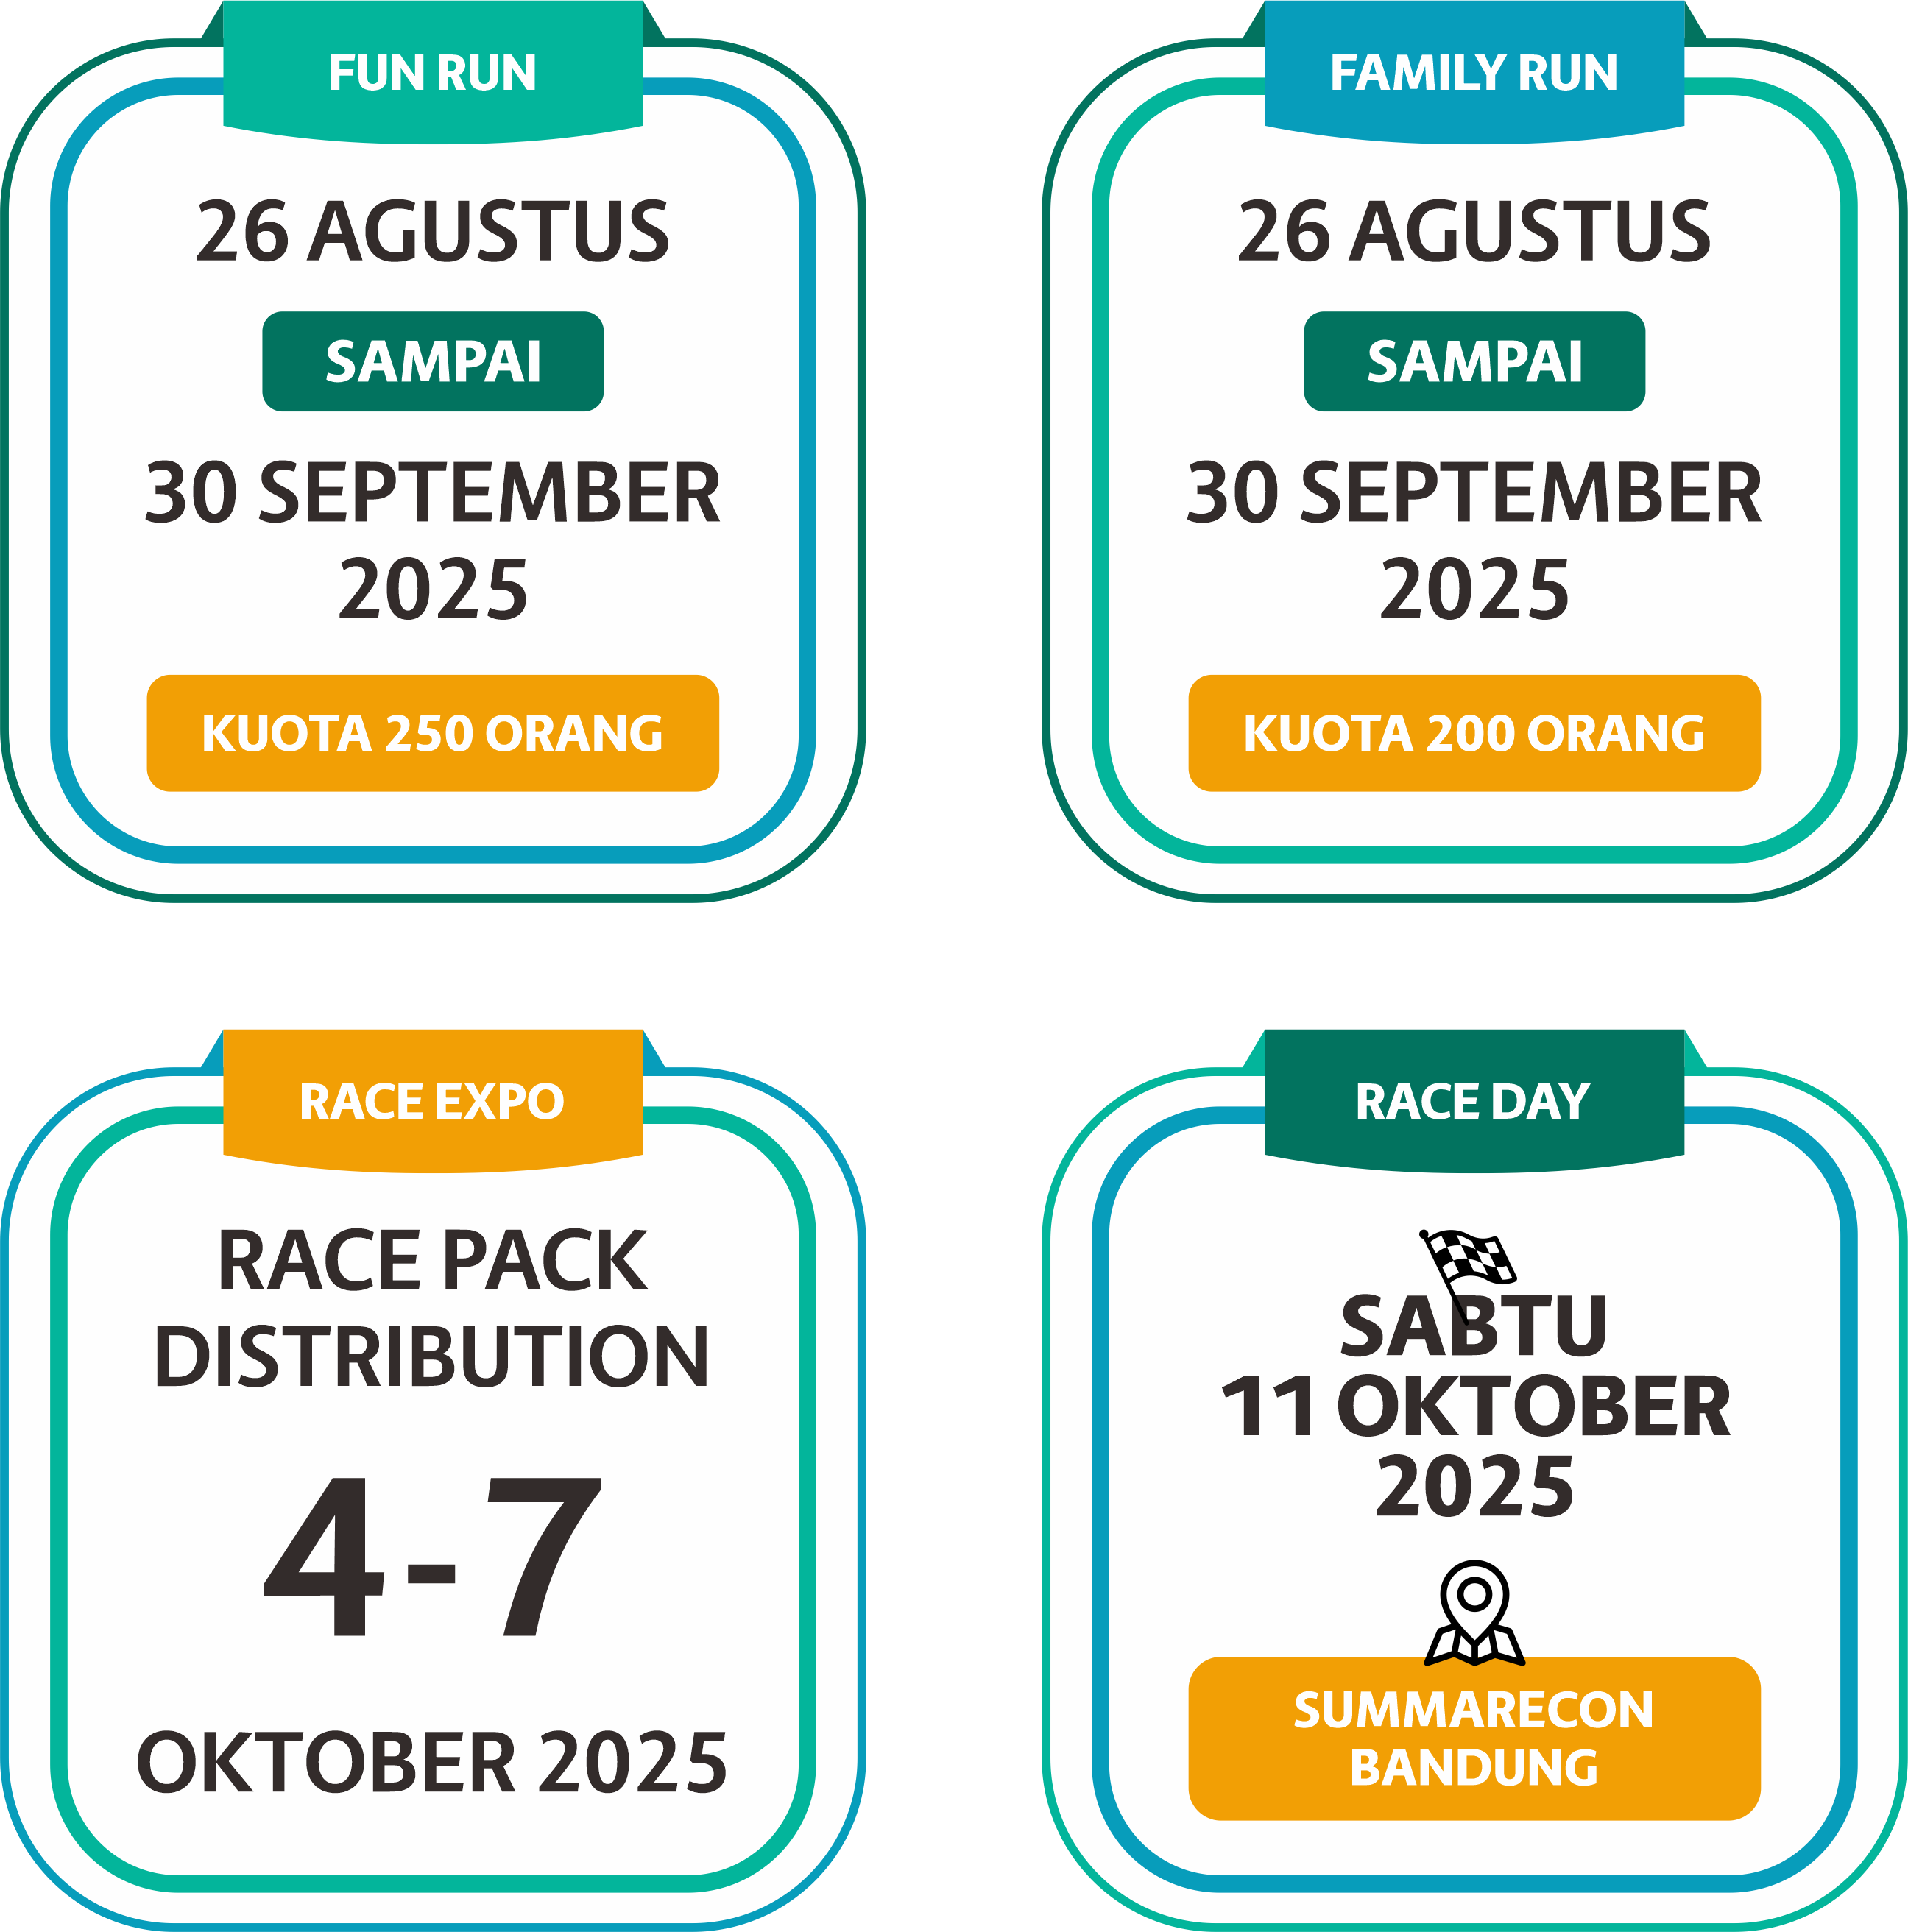 FUN RUN
26 AGUSTUS
SAMPAI
30 SEPTEMBER
2025
KUOTA 250 ORANG
FAMILY RUN
26 AGUSTUS
SAMPAI
30 SEPTEMBER
2025
KUOTA 200 ORANG
RACE EXPO
RACE PACK
DISTRIBUTION
4-7
OKTOBER 2025
RACE DAY
SABTU
11 OKTOBER
2025
SUMMARECON
BANDUNG